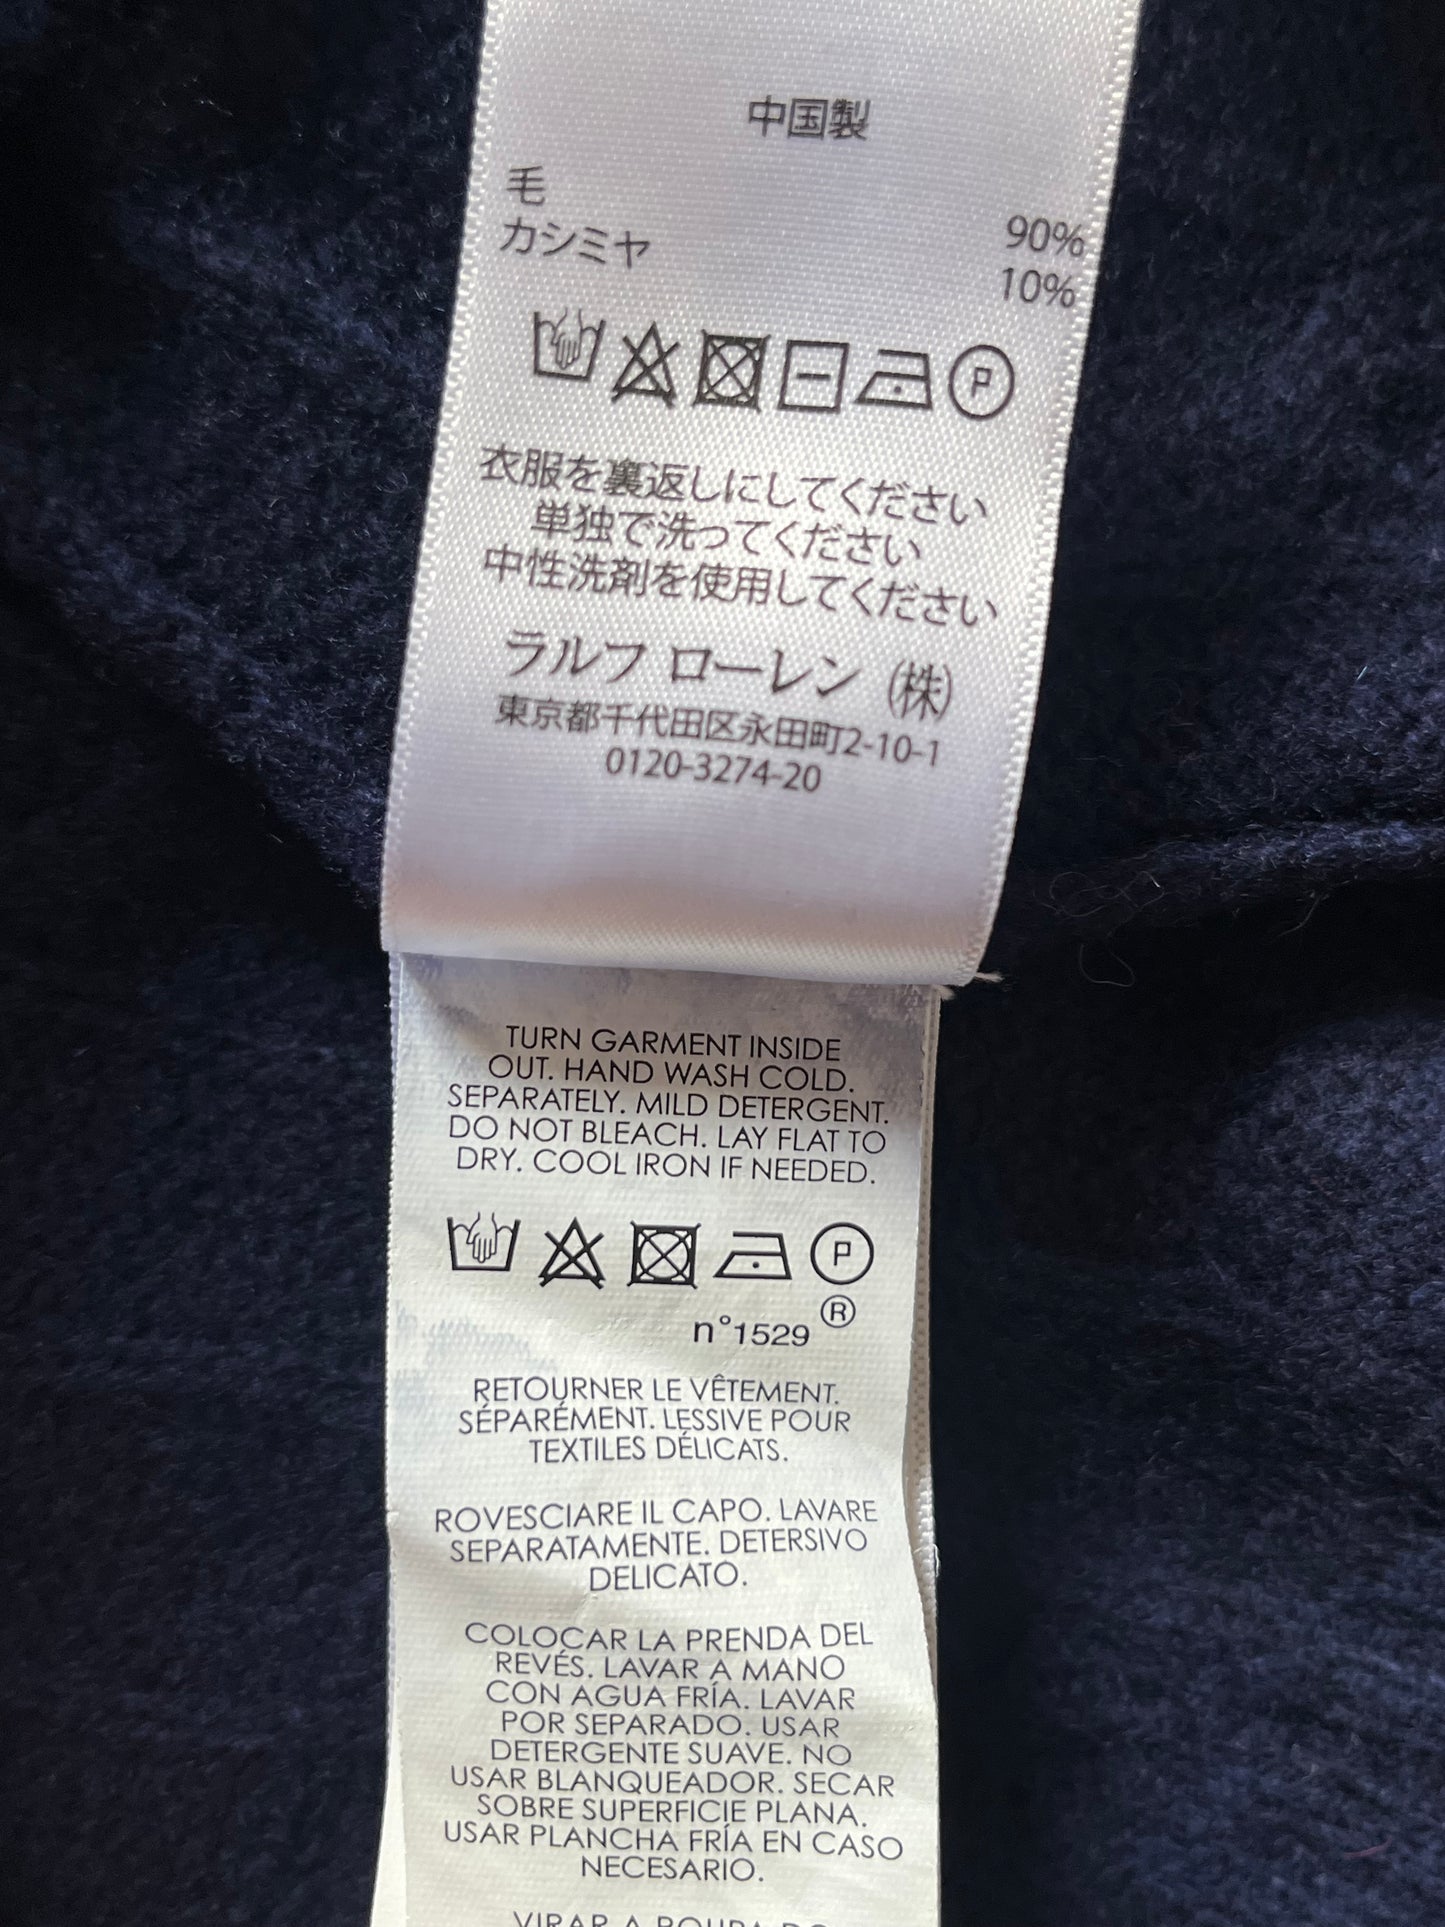 中国製
毛
カシミヤ
90%
10%
P
衣服を裏返しにしてください
単独で洗ってください
中性洗剤を使用してください
ラルフ ローレン (株)
東京都千代田区永田町2-10-1
0120-3274-20
TURN GARMENT INSIDE
OUT. HAND WASH COLD.
SEPARATELY. MILD DETERGENT.
DO NOT BLEACH. LAY FLAT TO
DRY. COOL IRON IF NEEDED.
P
n°1529 ®
RETOURNER LE VÊTEMENT.
SÉPARÉMENT. LESSIVE POUR
TEXTILES DÉLICATS.
ROVESCIARE IL CAPO. LAVARE
SEPARATAMENTE. DETERSIVO
DELICATO.
COLOCAR LA PRENDA DEL
REVÉS. LAVAR A MANO
CON AGUA FRÍA. LAVAR
POR SEPARADO. USAR
DETERGENTE SUAVE. NO
USAR BLANQUEADOR. SECAR
SOBRE SUPERFICIE PLANA.
USAR PLANCHA FRÍA EN CASO
NECESARIO.
VIRAR A ROUPA DO